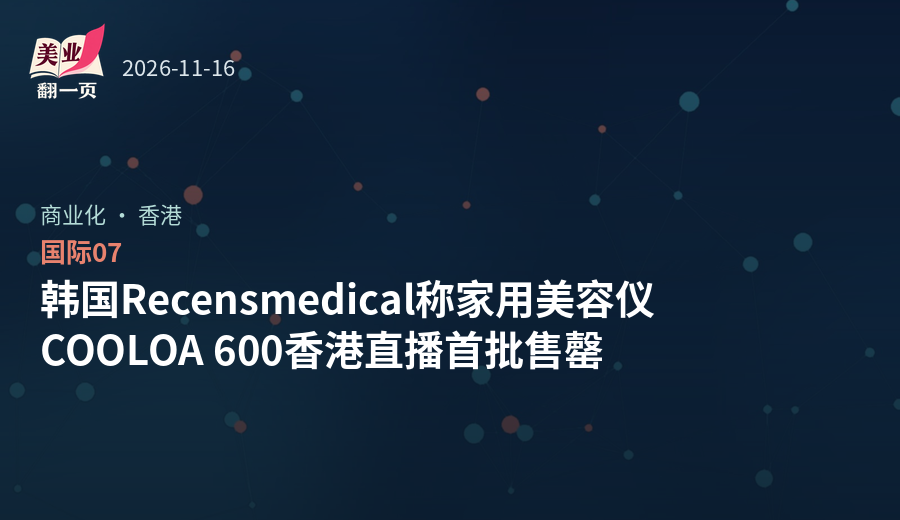 美业
翻一页
2026-11-16
商业化 · 香港
国际07
韩国Recensmedical称家用美容仪
COOLOA 600香港直播首批售罄